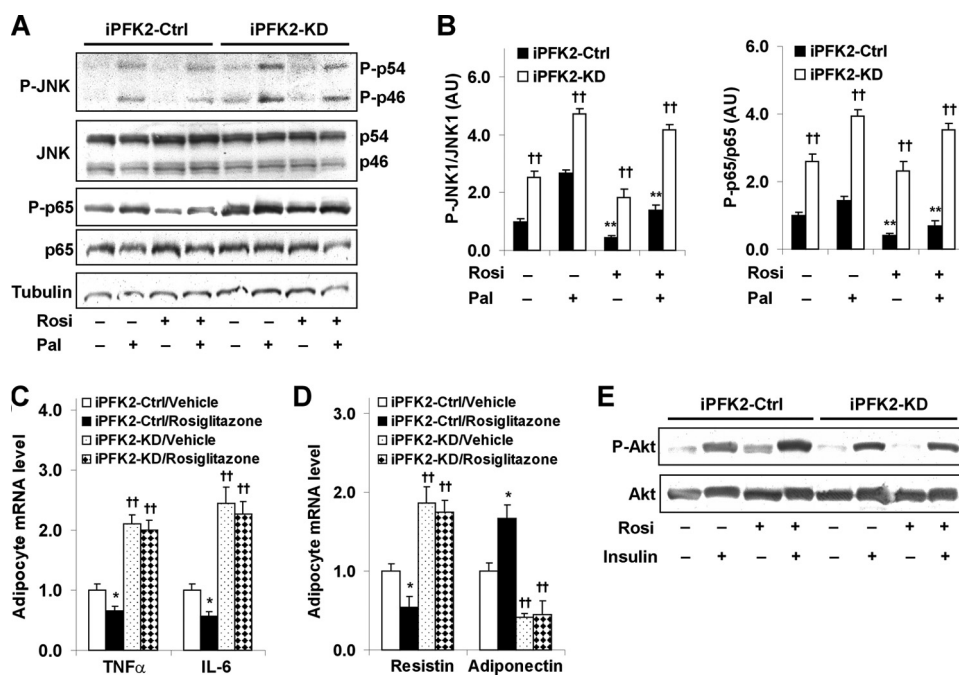 A
iPFK2-Ctrl iPFK2-KD
P-JNK
P-p54
P-p46
JNK
p54
p46
P-p65
p65
Tubulin
Rosi – – + + – – + +
Pal – + – + – + – +
B
iPFK2-Ctrl
iPFK2-KD
P-JNK1/JNK1 (AU)
6.0
4.0
2.0
0.0
††
††
††
††
**
**
Rosi – – + +
Pal – + – +
iPFK2-Ctrl
iPFK2-KD
P-p65/p65 (AU)
6.0
4.0
2.0
0.0
††
††
††
††
**
**
– – + +
– + – +
C
iPFK2-Ctrl/Vehicle
iPFK2-Ctrl/Rosiglitazone
iPFK2-KD/Vehicle
iPFK2-KD/Rosiglitazone
Adipocyte mRNA level
4.0
3.0
2.0
1.0
0.0
* †† †† * †† ††
TNFα IL-6
D
iPFK2-Ctrl/Vehicle
iPFK2-Ctrl/Rosiglitazone
iPFK2-KD/Vehicle
iPFK2-KD/Rosiglitazone
Adipocyte mRNA level
3.0
2.0
1.0
0.0
* †† †† * †† ††
Resistin Adiponectin
E
iPFK2-Ctrl iPFK2-KD
P-Akt
Akt
Rosi – – + + – – + +
Insulin – + – + – + – +